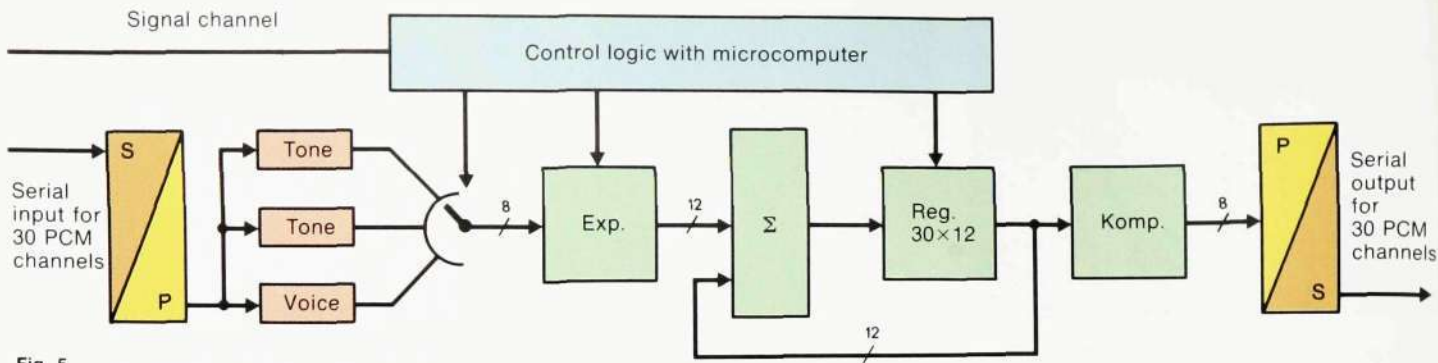 Signal channel
Control logic with microcomputer
S
P
Serial
input for
30 PCM
channels
Tone
Tone
Voice
8
Exp.
12
Σ
Reg.
30×12
12
Komp.
8
P
S
Serial
output
for
30 PCM
channels
Fig. 5